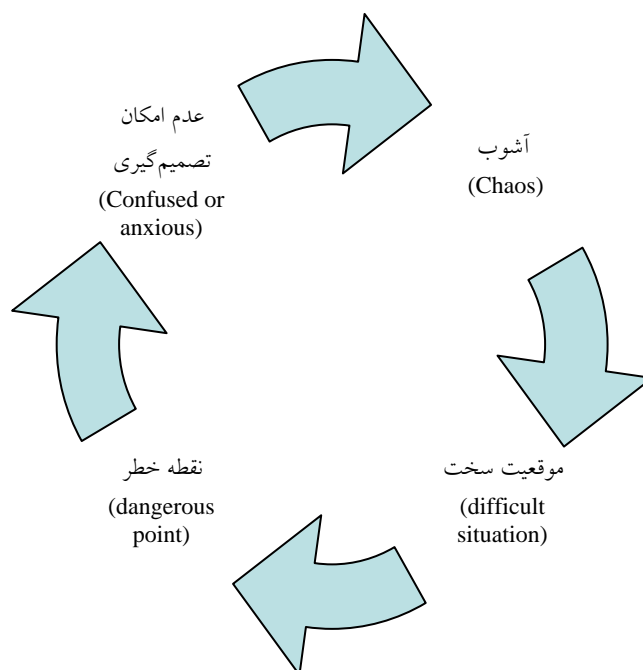 عدم امکان
تصمیم‌گیری
(Confused or
anxious)
آشوب
(Chaos)
موقعیت سخت
(difficult
situation)
نقطه خطر
(dangerous
point)